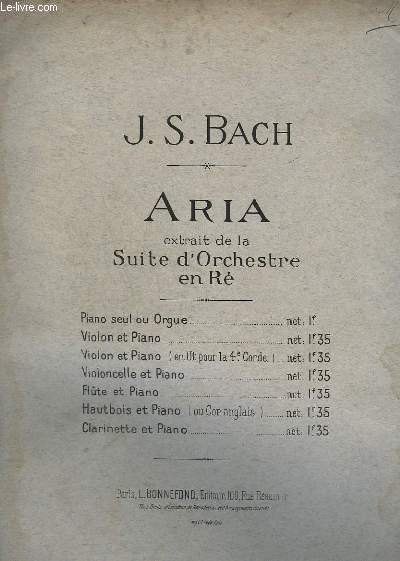 Le-livre.com
J. S. BACH
ARIA
extrait de la
Suite d'Orchestre
en Ré
Piano seul ou Orgue net: 1f
Violon et Piano net: 1f35
Violon et Piano (en Ut pour la 4e Corde.) net: 1f35
Violoncelle et Piano net: 1f35
Flûte et Piano net: 1f35
Hautbois et Piano (ou Cor anglais) net: 1f35
Clarinette et Piano net: 1f35
Paris, L. BONNEFOND, Editeur, 109, Rue